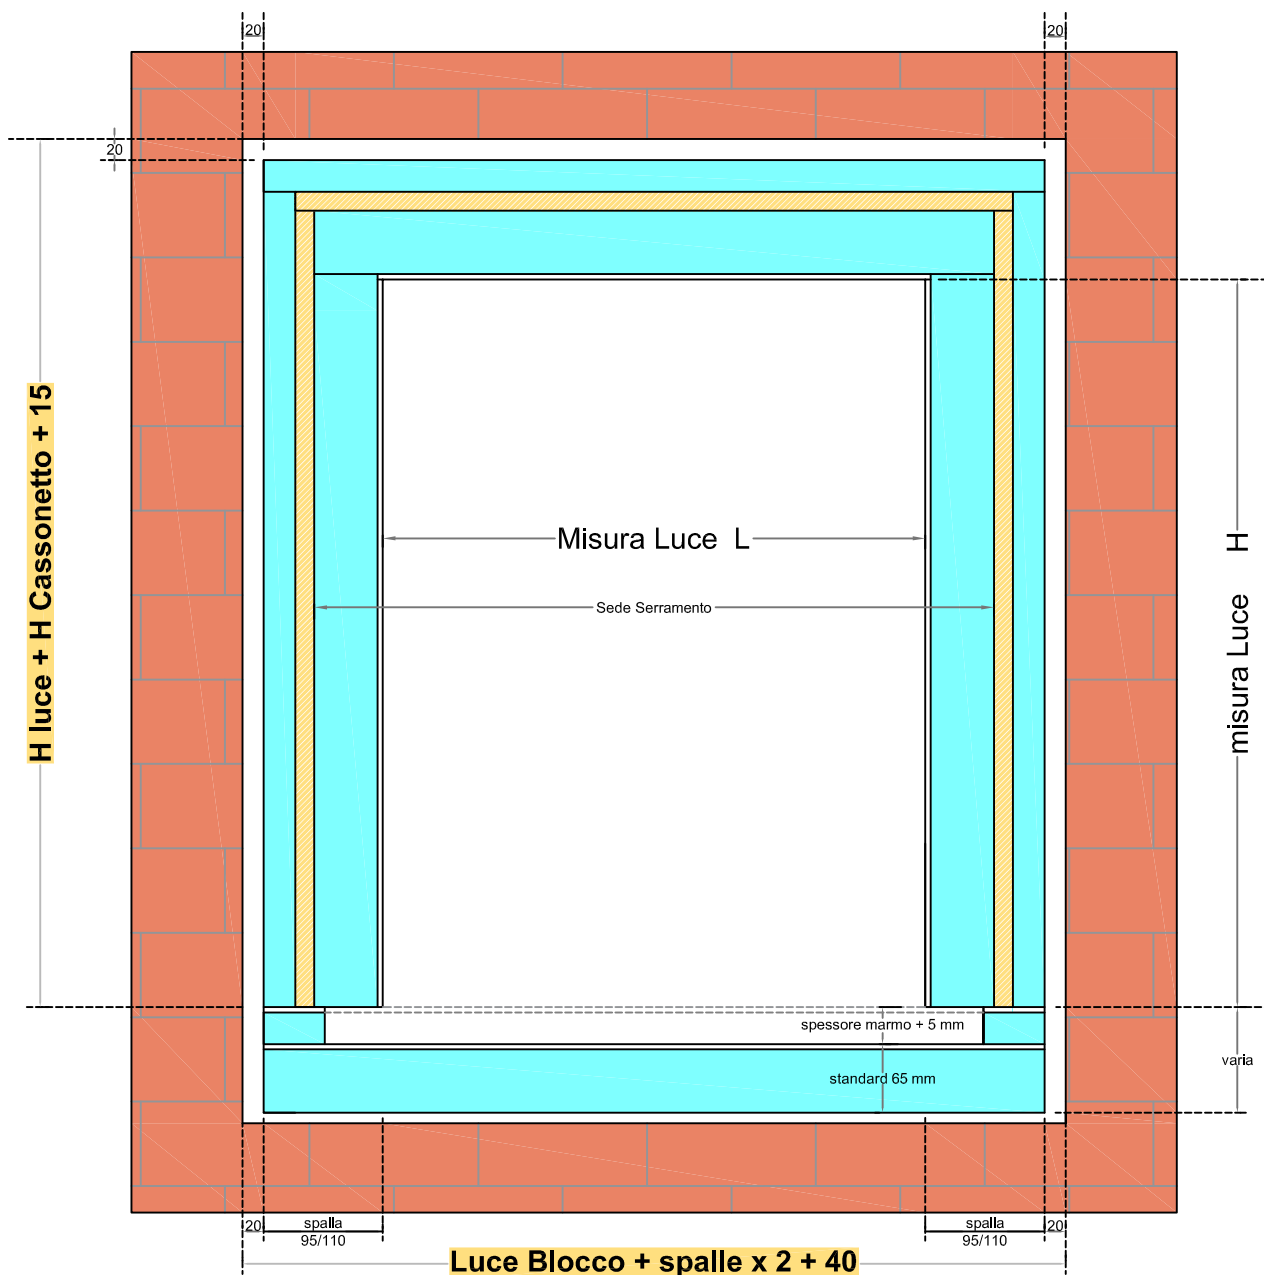 20
20
20
H luce + H Cassonetto + 15
Misura Luce L
Sede Serramento
misura Luce H
spessore marmo + 5 mm
standard 65 mm
varia
20
spalla
95/110
spalla
95/110
20
Luce Blocco + spalle x 2 + 40